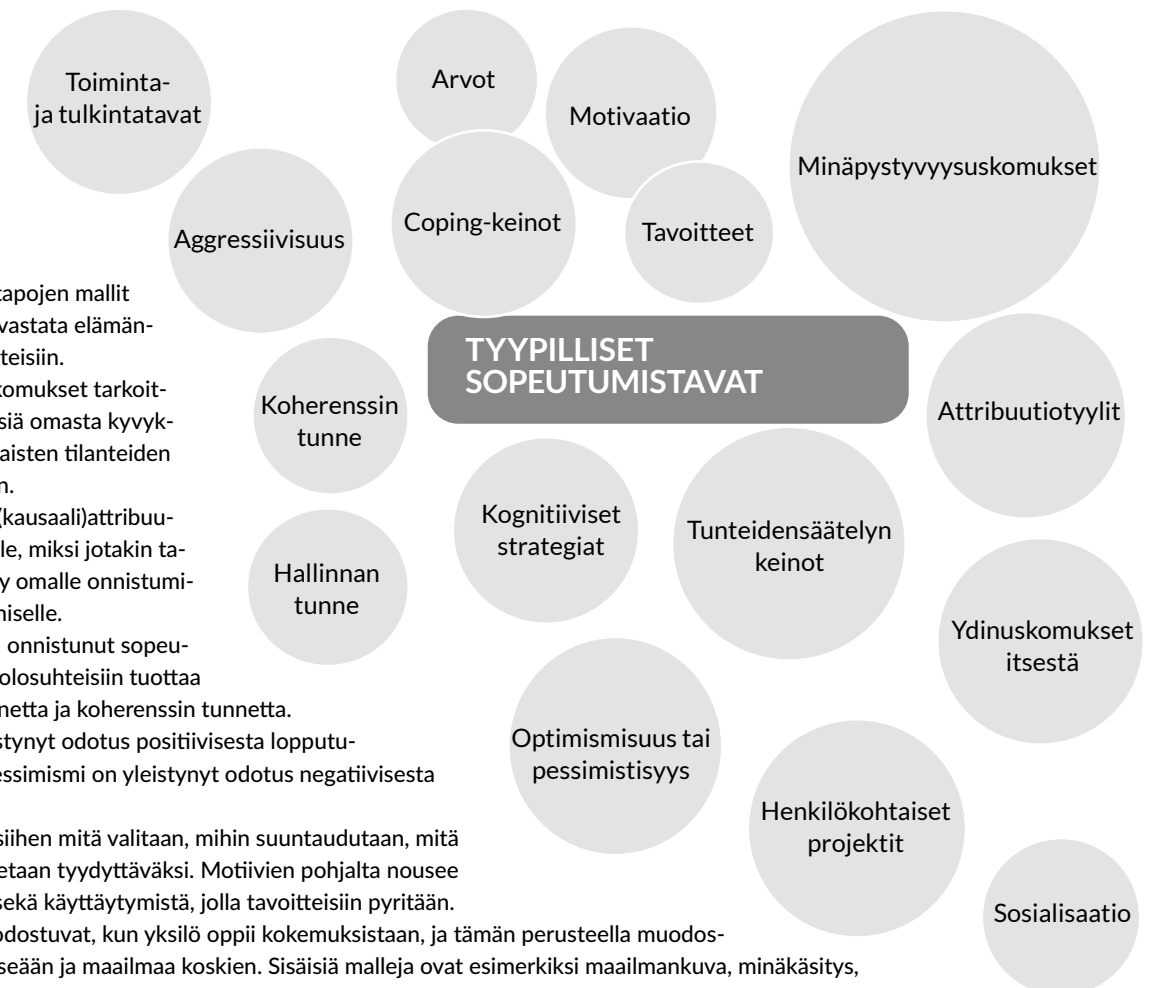 Toiminta-
ja tulkintatavat
Arvot
Motivaatio
Minäpystyvyysuskomukset
Aggressiivisuus
Coping-keinot
Tavoitteet
TYYPILLISET
SOPEUTUMISTAVAT
Koherenssin
tunne
Attribuutiotyylit
Kognitiiviset
strategiat
Tunteidensäätelyn
keinot
Hallinnan
tunne
Ydinuskomukset
itsestä
Optimismisuus tai
pessimistisyys
Henkilökohtaiset
projektit
Sosialisaatio
tapojen mallit
vastata elämän-
teisiin.
komukset tarkoit-
siä omasta kyvyk-
aisten tilanteiden
n.
(kausaali)attribuu-
le, miksi jotakin ta-
y omalle onnistumi-
niselle.
onnistunut sopeu-
olosuhteisiin tuottaa
netta ja koherenssin tunnetta.
stynyt odotus positiivisesta lopputu-
essimismi on yleistynyt odotus negatiivisesta
siihen mitä valitaan, mihin suuntaudutaan, mitä
etaan tyydyttäväksi. Motiivien pohjalta nousee
sekä käyttäytymistä, jolla tavoitteisiin pyritään.
odostuvat, kun yksilö oppii kokemuksistaan, ja tämän perusteella muodos-
seään ja maailmaa koskien. Sisäisiä malleja ovat esimerkiksi maailmankuva, minäkäsitys,